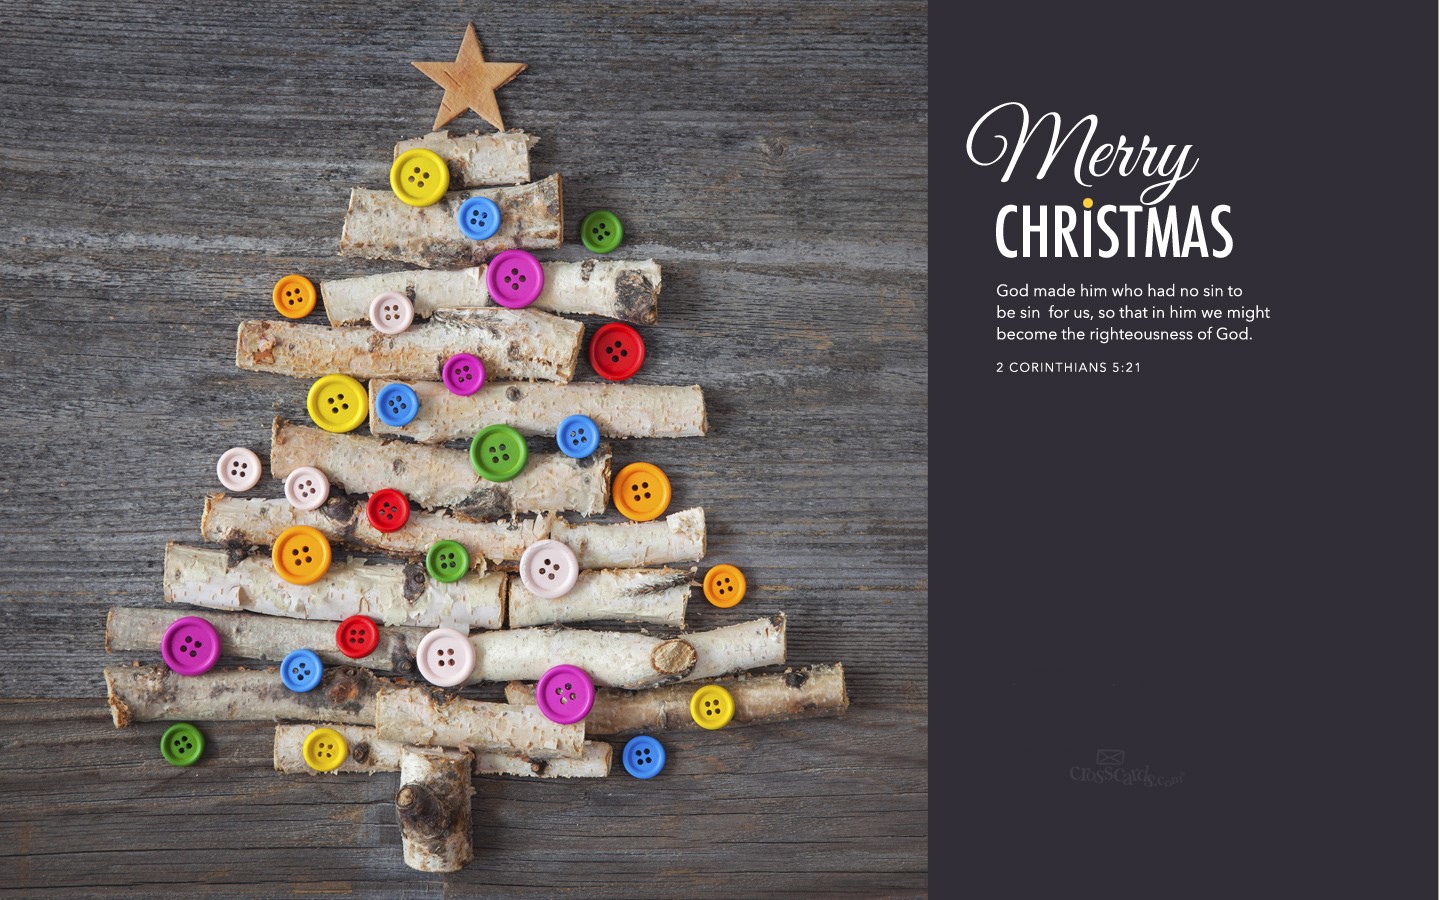 Merry
CHRiSTMAS
God made him who had no sin to
be sin for us, so that in him we might
become the righteousness of God.
2 CORINTHIANS 5:21
crosscards.com